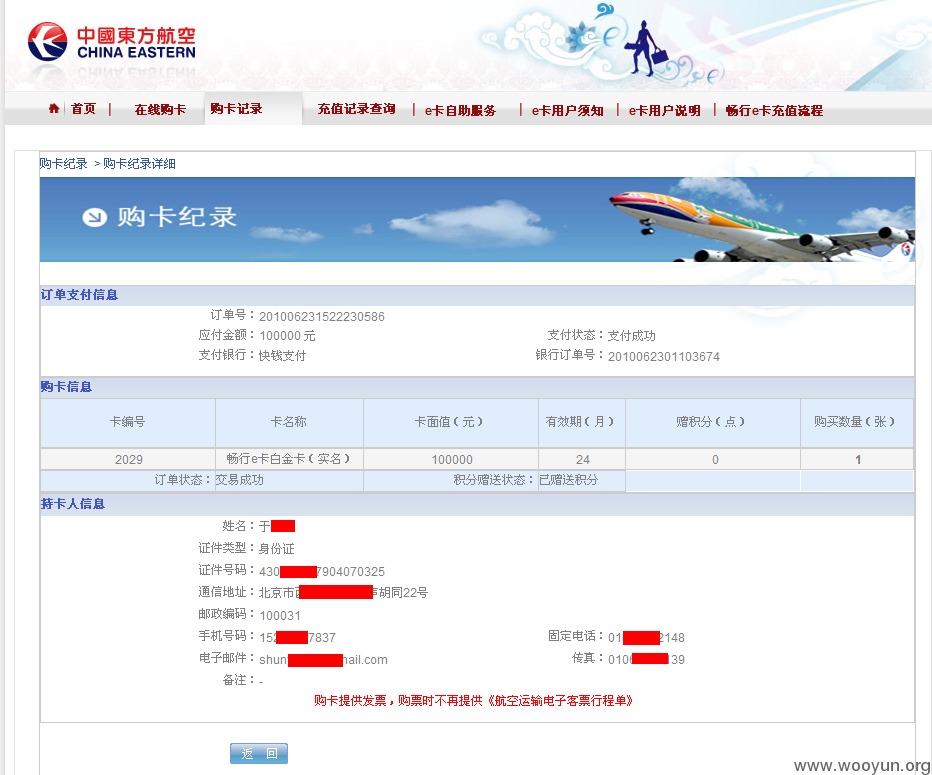 中國東方航空
CHINA EASTERN
首页 | 在线购卡 购卡记录 充值记录查询 | e卡自助服务 | e卡用户须知 | e卡用户说明 | 畅行e卡充值流程
购卡纪录 > 购卡纪录详细
购卡纪录
订单支付信息
订单号： 201006231522230586
应付金额： 100000 元 支付状态： 支付成功
支付银行： 快钱支付 银行订单号： 2010062301103674
购卡信息
卡编号 卡名称 卡面值（元） 有效期（月） 赠积分（点） 购买数量（张）
2029 畅行e卡白金卡（实名） 100000 24 0 1
订单状态： 交易成功 积分赠送状态： 已赠送积分
持卡人信息
姓名： 于
证件类型： 身份证
证件号码： 430 7904070325
通信地址： 北京市 胡同22号
邮政编码： 100031
手机号码： 152 7837 固定电话： 01 2148
电子邮件： shun ail.com 传真： 010 39
备注： -
购卡提供发票，购票时不再提供《航空运输电子客票行程单》
返 回
www.wooyun.org